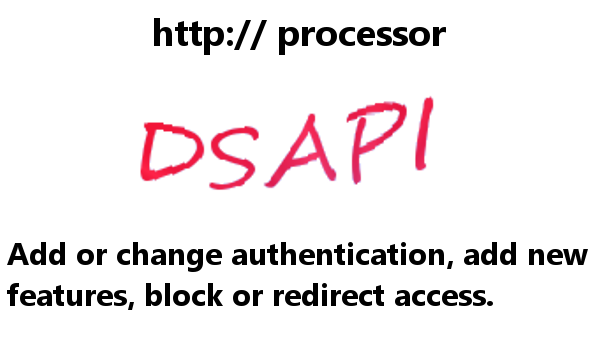 http:// processor
DSAPI
Add or change authentication, add new
features, block or redirect access.